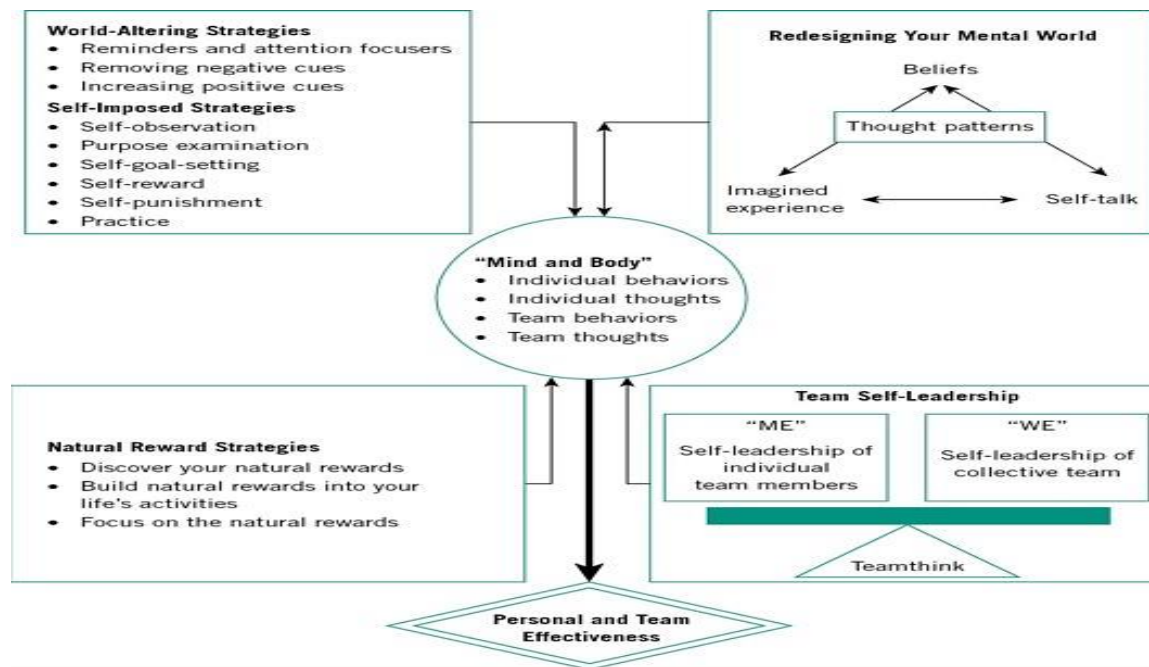 World-Altering Strategies
• Reminders and attention focusers
• Removing negative cues
• Increasing positive cues
Self-Imposed Strategies
• Self-observation
• Purpose examination
• Self-goal-setting
• Self-reward
• Self-punishment
• Practice
Redesigning Your Mental World
Beliefs
Thought patterns
Imagined
experience
Self-talk
“Mind and Body”
• Individual behaviors
• Individual thoughts
• Team behaviors
• Team thoughts
Natural Reward Strategies
• Discover your natural rewards
• Build natural rewards into your
life’s activities
• Focus on the natural rewards
Team Self-Leadership
“ME”
Self-leadership of
individual
team members
“WE”
Self-leadership of
collective team
Teamthink
Personal and Team
Effectiveness